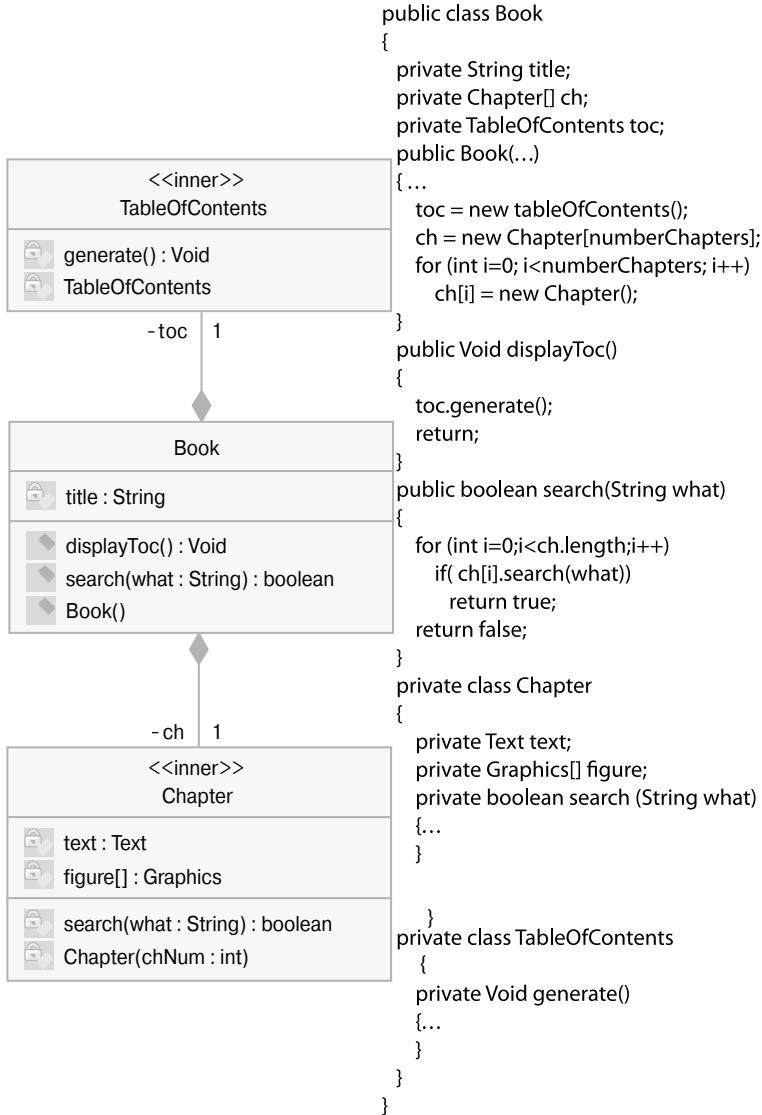 <<inner>>
TableOfContents
generate() : Void
TableOfContents
-toc 1
Book
title : String
displayToc() : Void
search(what : String) : boolean
Book()
-ch 1
<<inner>>
Chapter
text : Text
figure[] : Graphics
search(what : String) : boolean
Chapter(chNum : int)
public class Book
{
private String title;
private Chapter[] ch;
private TableOfContents toc;
public Book(…)
{ …
toc = new tableOfContents();
ch = new Chapter[numberChapters];
for (int i=0; i<numberChapters; i++)
ch[i] = new Chapter();
}
public Void displayToc()
{
toc.generate();
return;
}
public boolean search(String what)
{
for (int i=0;i<ch.length;i++)
if( ch[i].search(what))
return true;
return false;
}
private class Chapter
{
private Text text;
private Graphics[] figure;
private boolean search (String what)
{…
}
}
private class TableOfContents
{
private Void generate()
{…
}
}
}